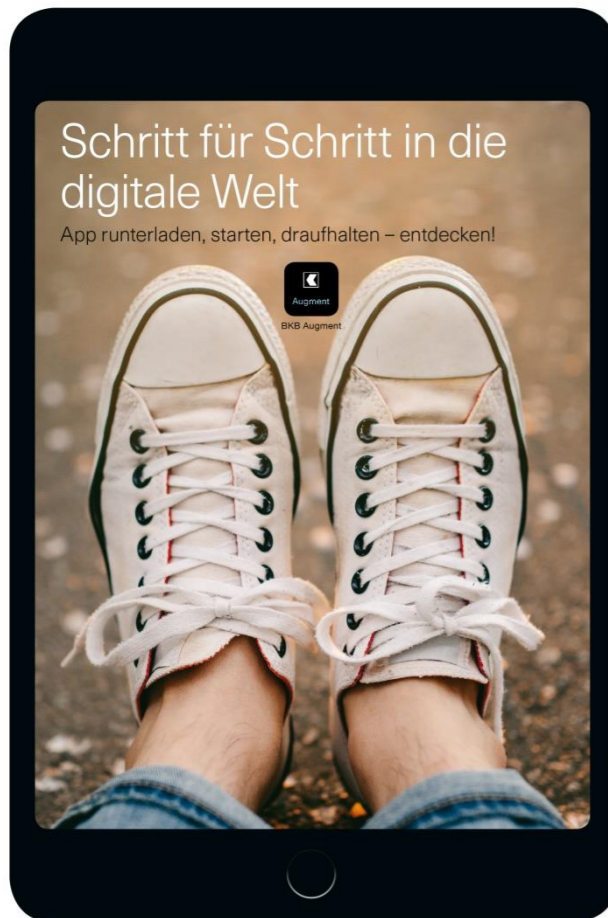 Schritt für Schritt in die
digitale Welt
App runterladen, starten, draufhalten – entdecken!
Augment
BKB Augment